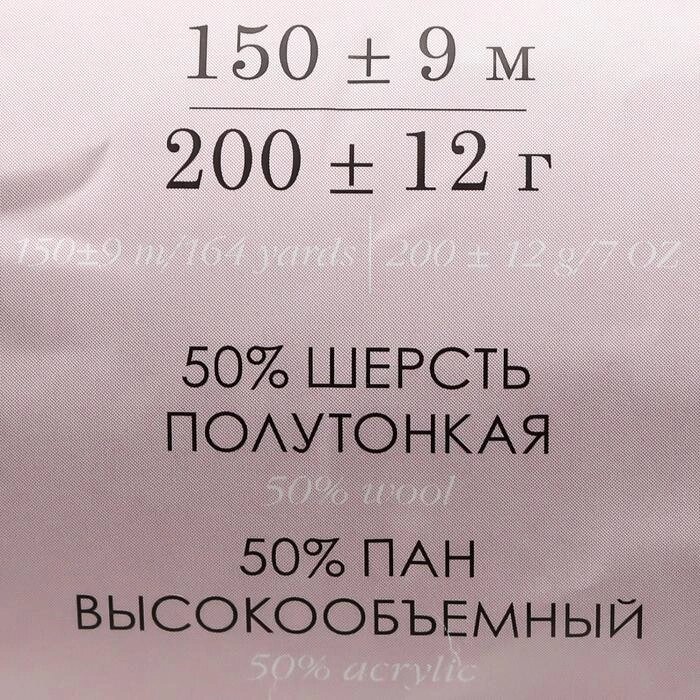 150 ± 9 м
200 ± 12 г
150±9 m/164 yards | 200 ± 12 g/7 OZ
50% ШЕРСТЬ
ПОЛУТОНКАЯ
50% wool
50% ПАН
ВЫСОКООБЪЕМНЫЙ
50% acrylic